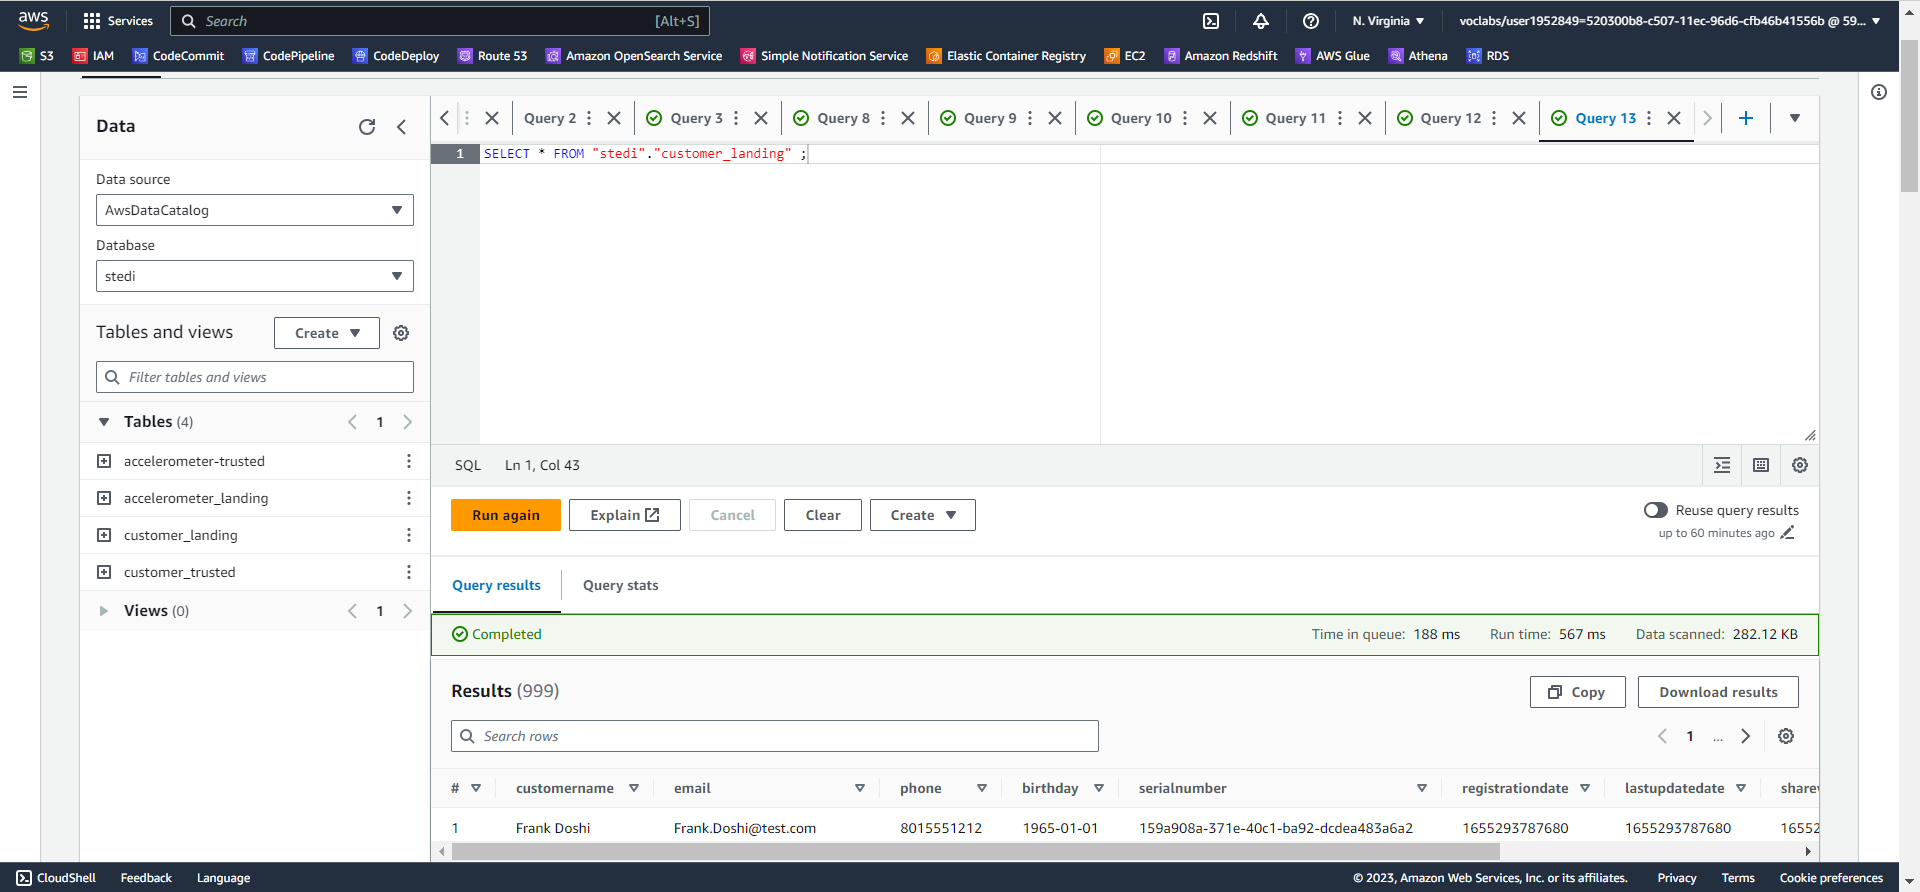 aws
Services
Search
[Alt+S]
N. Virginia
voclabs/user1952849=520300b8-c507-11ec-96d6-cfb46b41556b @ 59...
S3
IAM
CodeCommit
CodePipeline
CodeDeploy
Route 53
Amazon OpenSearch Service
Simple Notification Service
Elastic Container Registry
EC2
Amazon Redshift
AWS Glue
Athena
RDS
Data
Data source
AwsDataCatalog
Database
stedi
Tables and views
Create
Filter tables and views
Tables (4)
1
accelerometer-trusted
accelerometer_landing
customer_landing
customer_trusted
Views (0)
1
Query 2
Query 3
Query 8
Query 9
Query 10
Query 11
Query 12
Query 13
1
SELECT * FROM "stedi"."customer_landing" ;
SQL
Ln 1, Col 43
Run again
Explain
Cancel
Clear
Create
Reuse query results
up to 60 minutes ago
Query results
Query stats
Completed
Time in queue: 188 ms
Run time: 567 ms
Data scanned: 282.12 KB
Results (999)
Copy
Download results
Search rows
1
...
#
customername
email
phone
birthday
serialnumber
registrationdate
lastupdatedate
1
Frank Doshi
Frank.Doshi@test.com
8015551212
1965-01-01
159a908a-371e-40c1-ba92-dcdea483a6a2
1655293787680
1655293787680
16552
CloudShell
Feedback
Language
© 2023, Amazon Web Services, Inc. or its affiliates.
Privacy
Terms
Cookie preferences